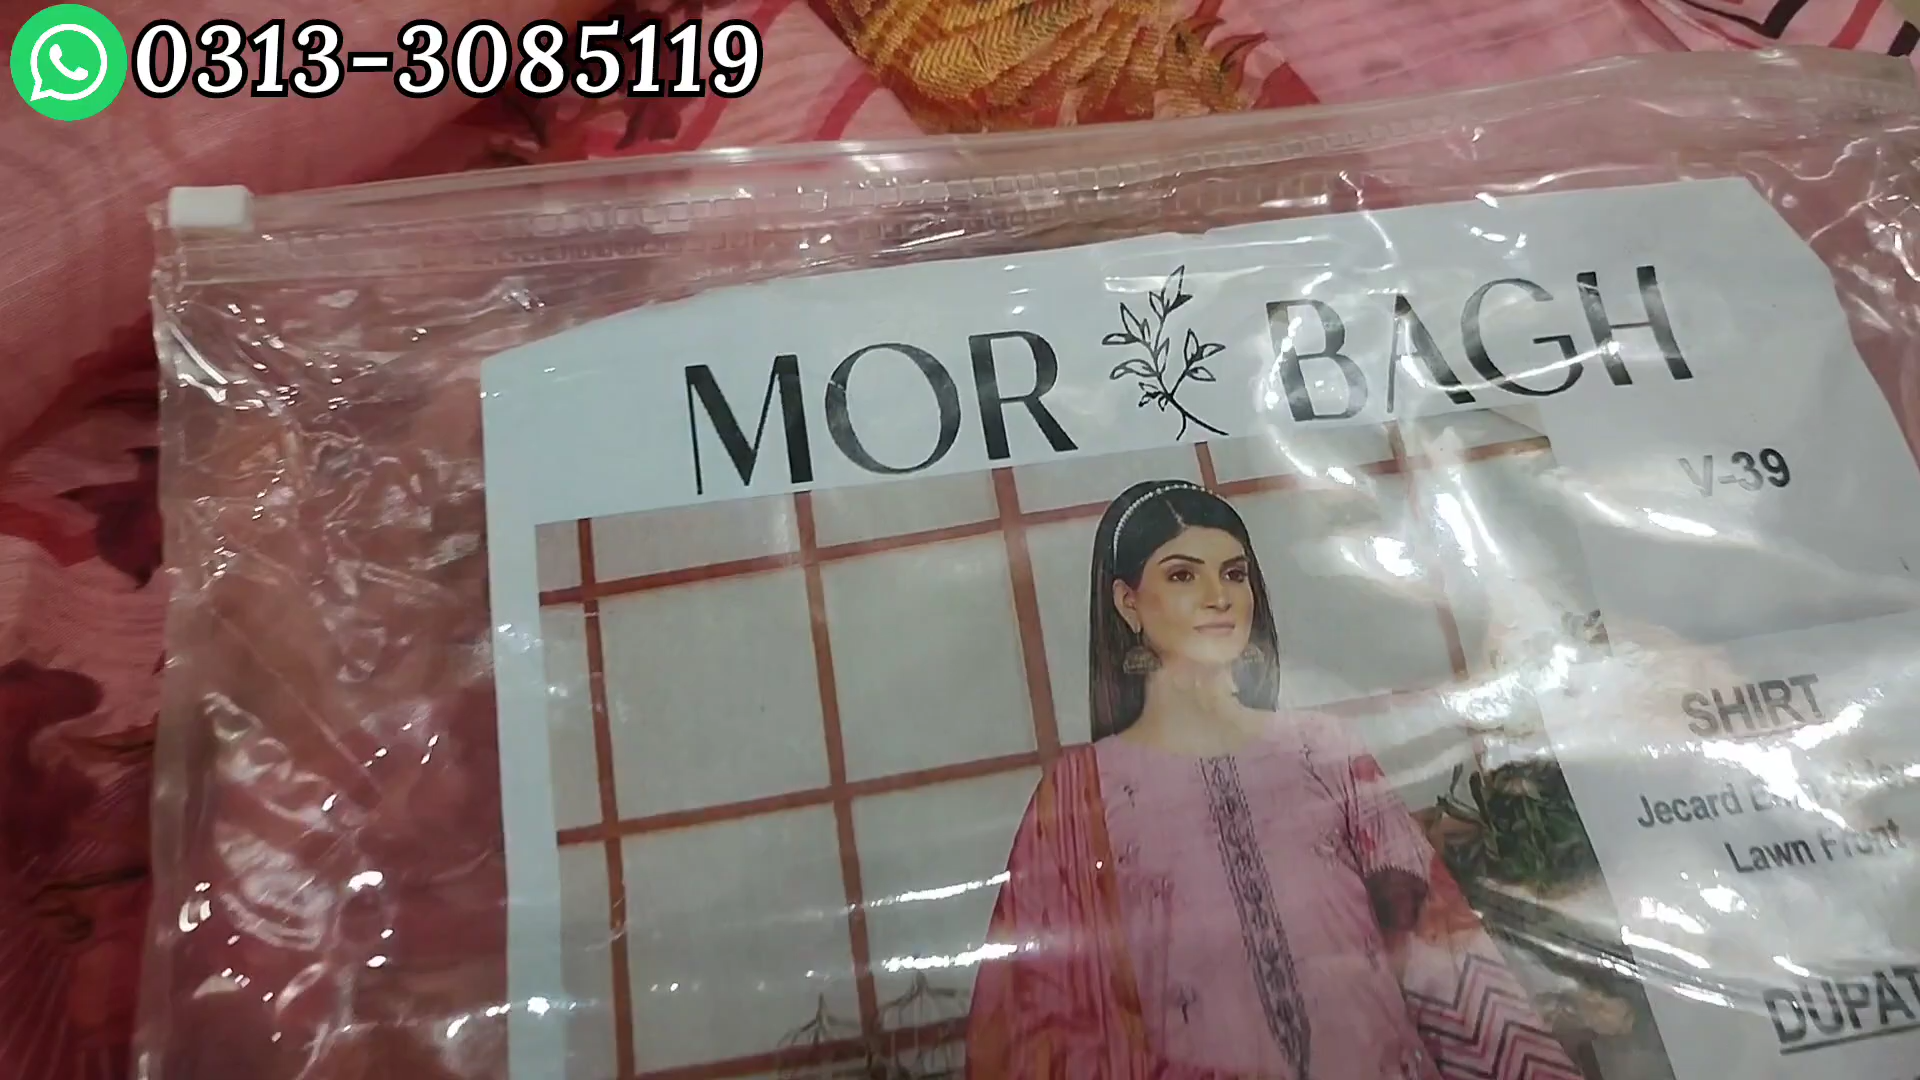 0313-3085119
MOR BAGH
V-39
SHIRT
Jecard
Lawn Front
DUPAT